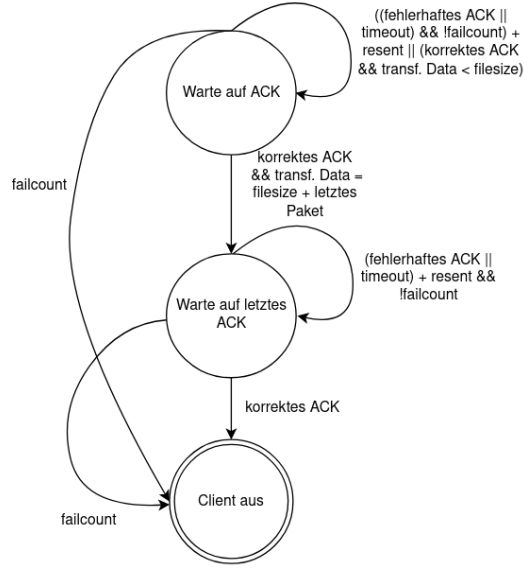 ((fehlerhaftes ACK ||
timeout) && !failcount) +
resent || (korrektes ACK
&& transf. Data < filesize)
Warte auf ACK
korrektes ACK
&& transf. Data =
filesize + letztes
Paket
failcount
(fehlerhaftes ACK ||
timeout) + resent &&
!failcount
Warte auf letztes
ACK
korrektes ACK
Client aus
failcount